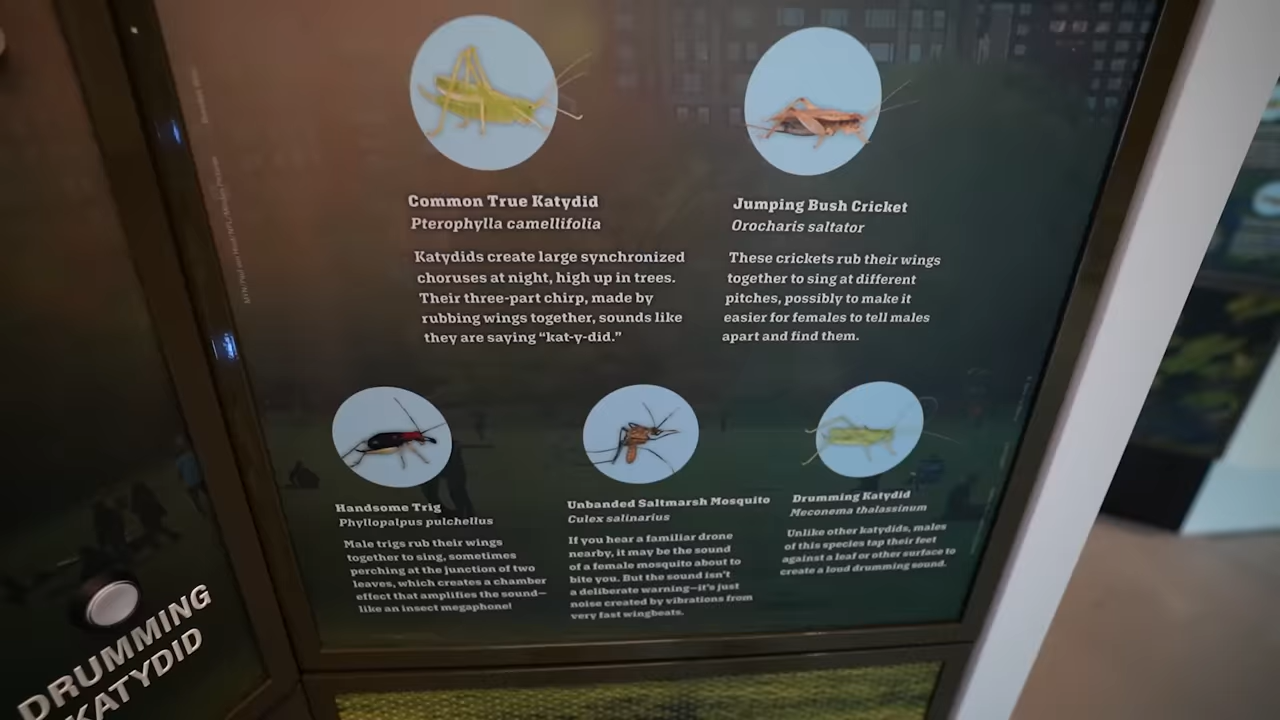 Common True Katydid
Pterophylla camellifolia
Katydids create large synchronized
choruses at night, high up in trees.
Their three-part chirp, made by
rubbing wings together, sounds like
they are saying “kat-y-did.”
Jumping Bush Cricket
Orocharis saltator
These crickets rub their wings
together to sing at different
pitches, possibly to make it
easier for females to tell males
apart and find them.
Handsome Trig
Phyllopalpus pulchellus
Male trigs rub their wings
together to sing, sometimes
perching at the junction of two
leaves, which creates a chamber
effect that amplifies the sound—
like an insect megaphone!
Unbanded Saltmarsh Mosquito
Culex salinarius
If you hear a familiar drone
nearby, it may be the sound
of a female mosquito about to
bite you. But the sound isn't
a deliberate warning—it's just
noise created by vibrations from
very fast wingbeats.
Drumming Katydid
Meconema thalassinum
Unlike other katydids, males
of this species tap their feet
against a leaf or other surface to
create a loud drumming sound.
DRUMMING
KATYDID